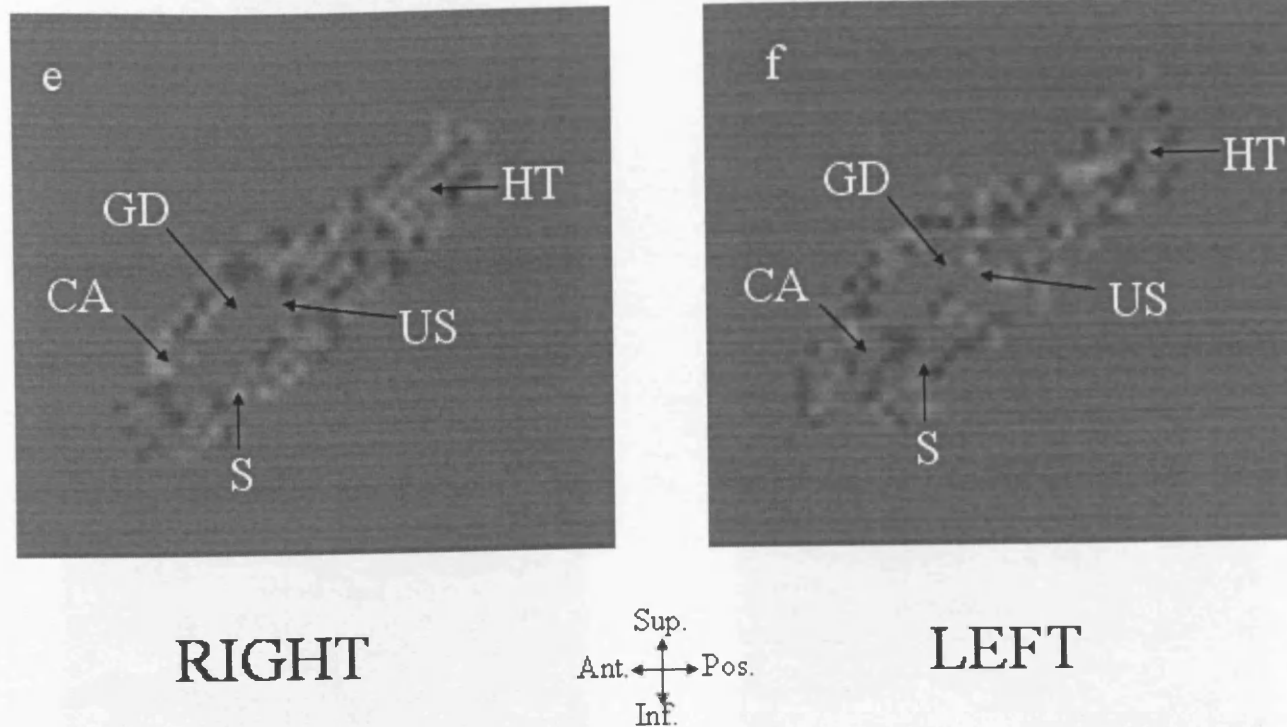 e
HT
GD
CA
US
S
f
HT
GD
CA
US
S
RIGHT
Sup.
Ant.
Pos.
Inf.
LEFT